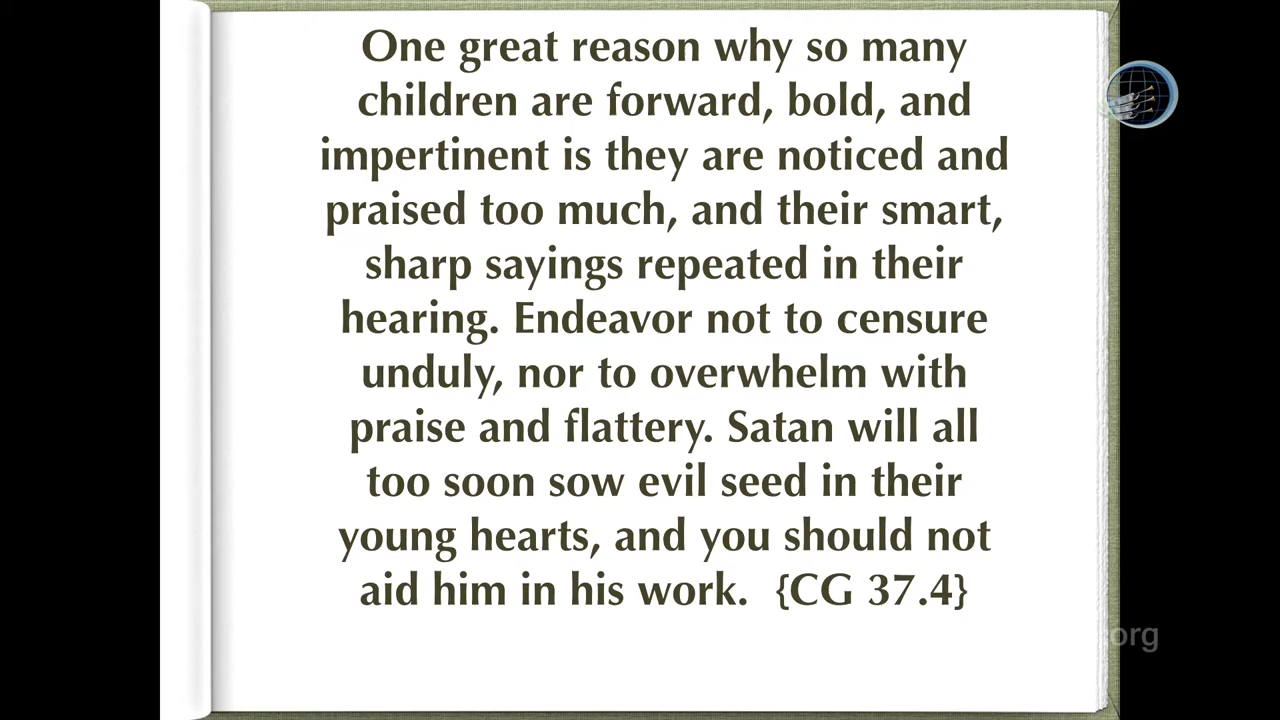 One great reason why so many
children are forward, bold, and
impertinent is they are noticed and
praised too much, and their smart,
sharp sayings repeated in their
hearing. Endeavor not to censure
unduly, nor to overwhelm with
praise and flattery. Satan will all
too soon sow evil seed in their
young hearts, and you should not
aid him in his work. {CG 37.4}
.org